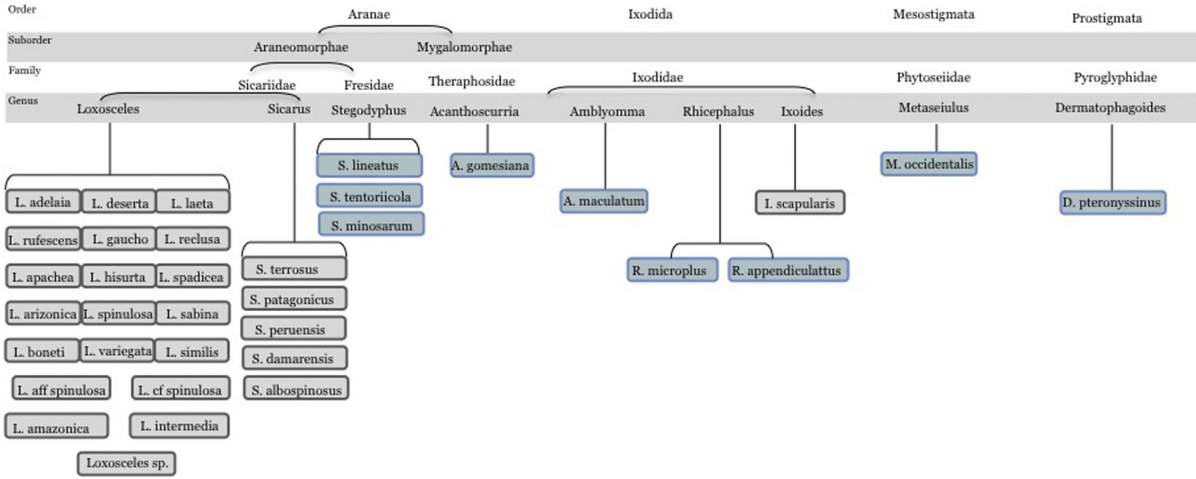 Order
Aranae Ixodida Mesostigmata Prostigmata
Suborder
Araneomorphae Mygalomorphae
Family
Sicariidae Fresidae Theraphosidae Ixodidae Phytoseiidae Pyroglyphidae
Genus
Loxosceles Sicarus Stegodyphus Acanthoscurria Amblyomma Rhicephalus Ixoides Metaseiulus Dermatophagoides
S. lineatus A. gomesiana M. occidentalis
L. adelaia L. deserta L. laeta S. tentoriicola A. maculatum I. scapularis D. pteronyssinus
S. minosarum
L. rufescens L. gaucho L. reclusa
L. apachea L. hisurta L. spadicea S. terrosus R. microplus R. appendiculattus
S. patagonicus
L. arizonica L. spinulosa L. sabina
S. peruensis
L. boneti L. variegata L. similis S. damarensis
L. aff spinulosa L. cf spinulosa S. albospinosus
L. amazonica L. intermedia
Loxosceles sp.